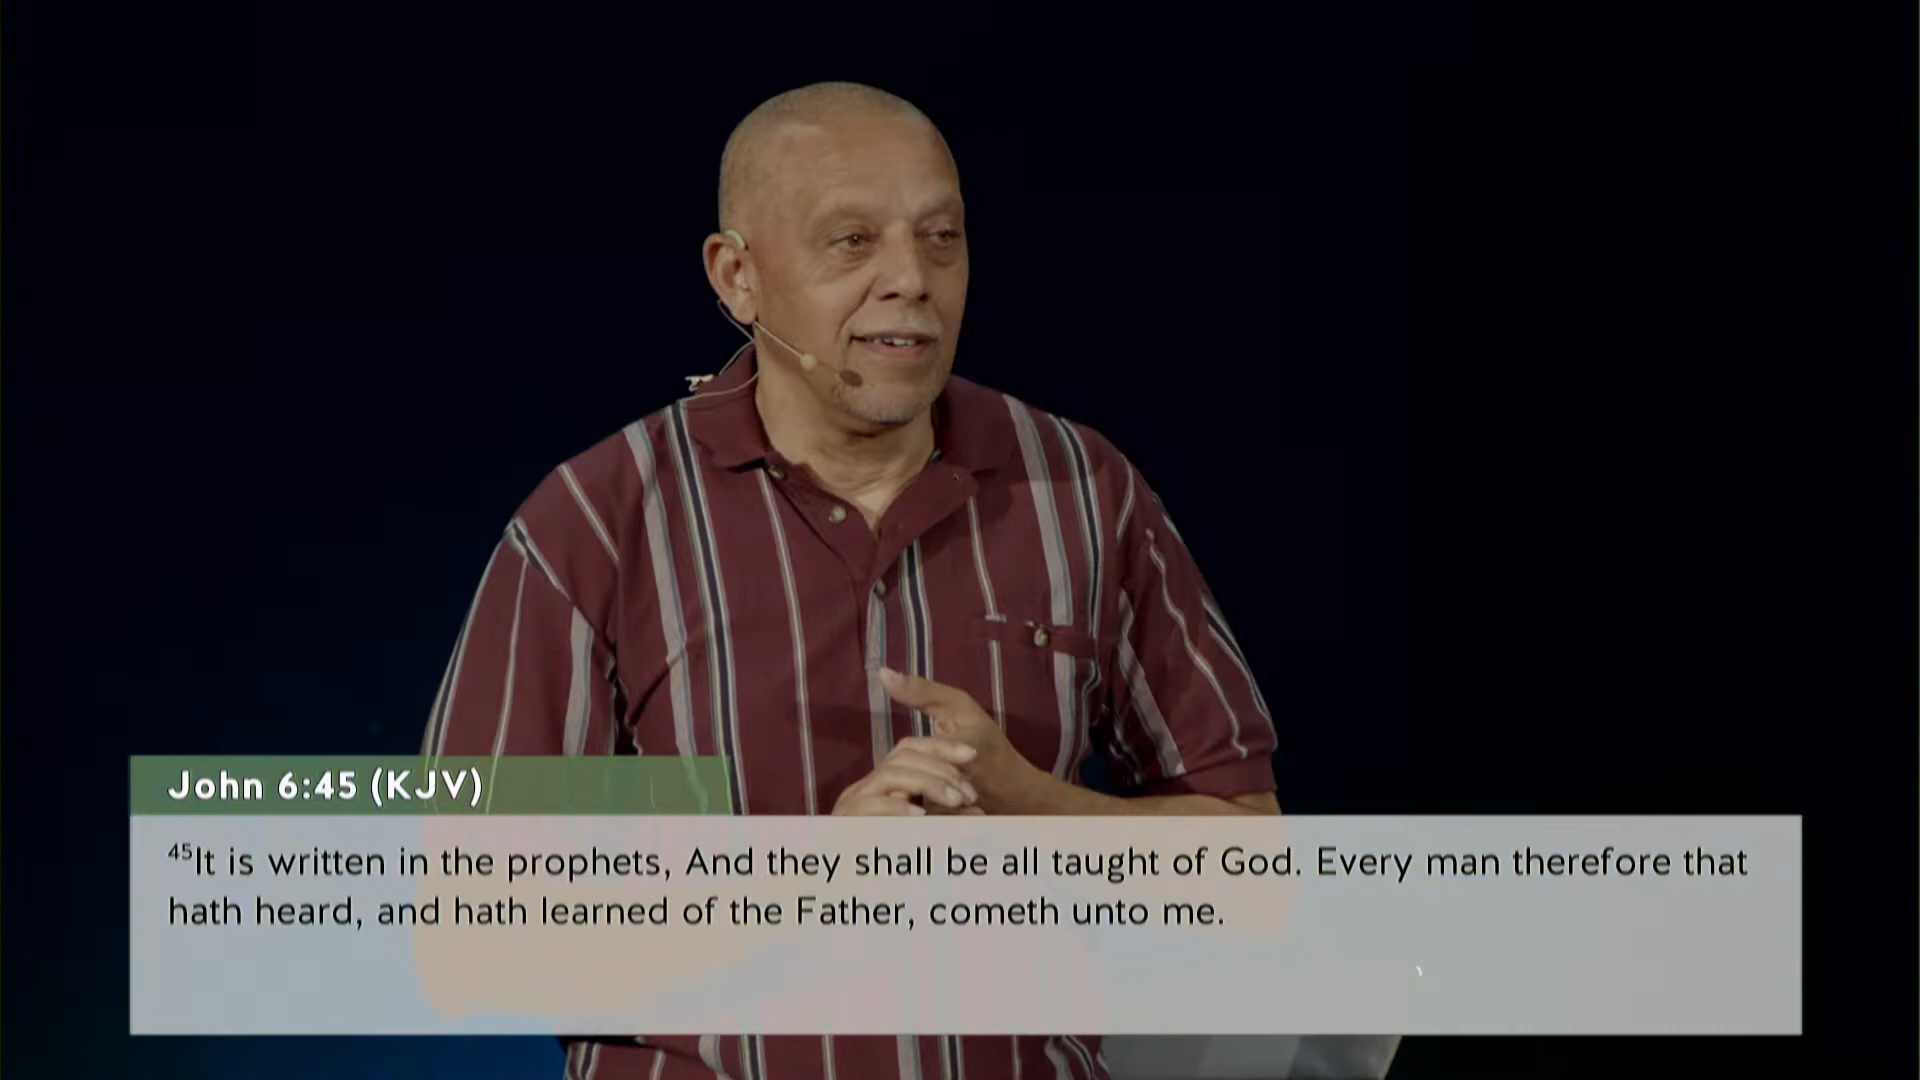 John 6:45 (KJV)
⁴⁵It is written in the prophets, And they shall be all taught of God. Every man therefore that
hath heard, and hath learned of the Father, cometh unto me.